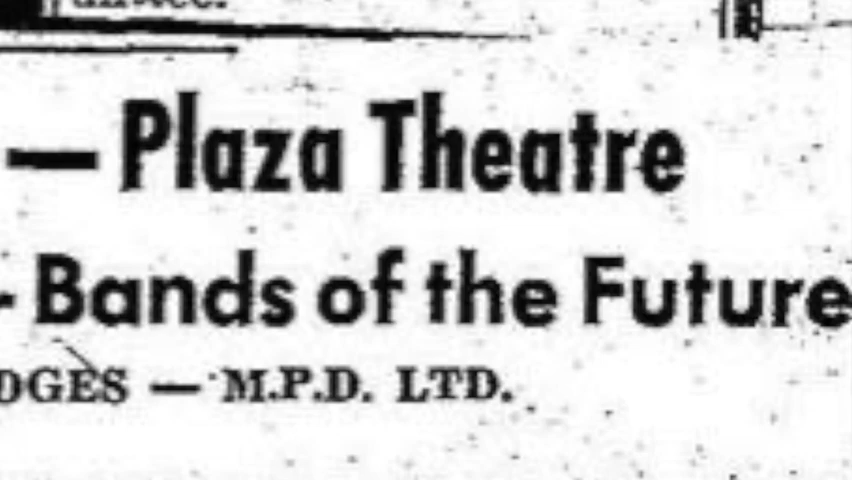 — Plaza Theatre
- Bands of the Future
DGES — M.P.D. LTD.